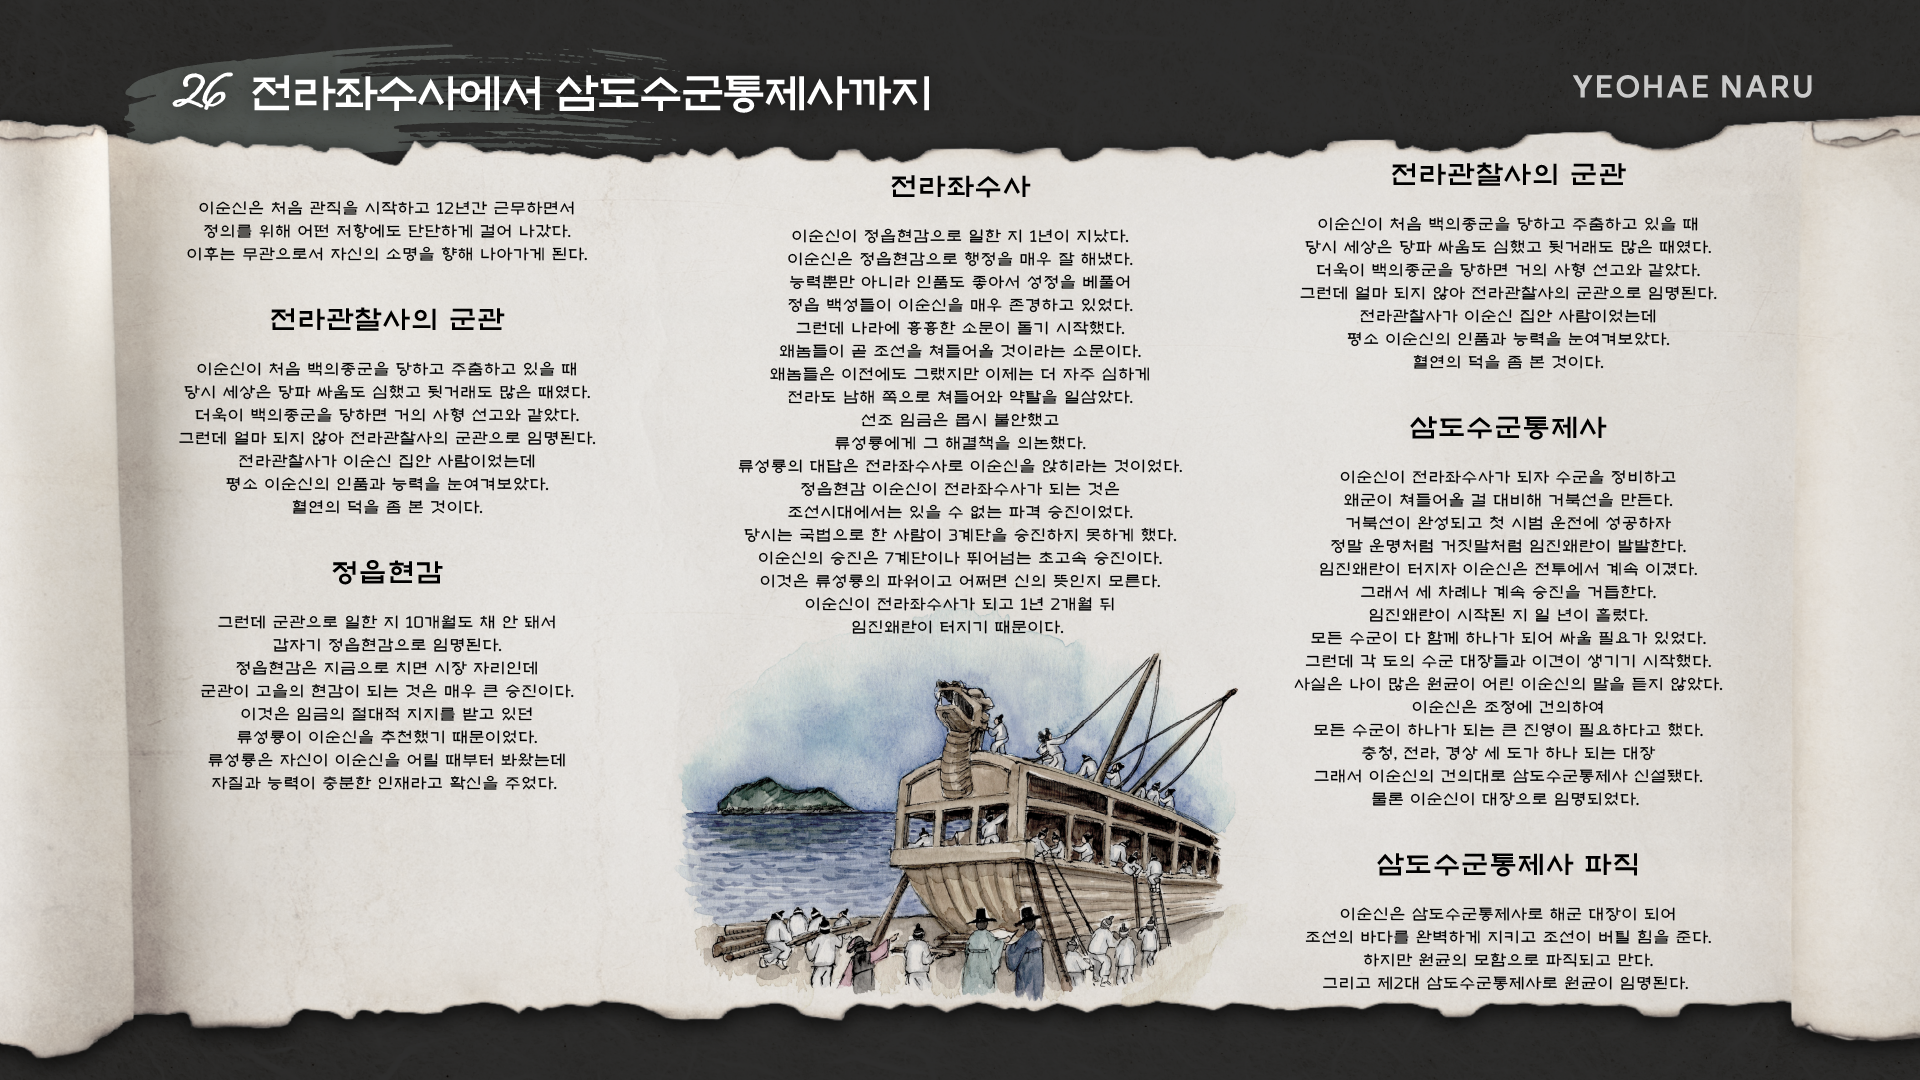 26 전라좌수사에서 삼도수군통제사까지
YEOHAE NARU
이순신은 처음 관직을 시작하고 12년간 근무하면서
정의를 위해 어떤 저항에도 단단하게 걸어 나갔다.
이후는 무관으로서 자신의 소명을 향해 나아가게 된다.
전라관찰사의 군관
이순신이 처음 백의종군을 당하고 주춤하고 있을 때
당시 세상은 당파 싸움도 심했고 뒷거래도 많은 때였다.
더욱이 백의종군을 당하면 거의 사형 선고와 같았다.
그런데 얼마 되지 않아 전라관찰사의 군관으로 임명된다.
전라관찰사가 이순신 집안 사람이었는데
평소 이순신의 인품과 능력을 눈여겨보았다.
혈연의 덕을 좀 본 것이다.
정읍현감
그런데 군관으로 일한 지 10개월도 채 안 돼서
갑자기 정읍현감으로 임명된다.
정읍현감은 지금으로 치면 시장 자리인데
군관이 고을의 현감이 되는 것은 매우 큰 승진이다.
이것은 임금의 절대적 지지를 받고 있던
류성룡이 이순신을 추천했기 때문이었다.
류성룡은 자신이 이순신을 어릴 때부터 봐왔는데
자질과 능력이 충분한 인재라고 확신을 주었다.
전라좌수사
이순신이 정읍현감으로 일한 지 1년이 지났다.
이순신은 정읍현감으로 행정을 매우 잘 해냈다.
능력뿐만 아니라 인품도 좋아서 성정을 베풀어
정읍 백성들이 이순신을 매우 존경하고 있었다.
그런데 나라에 흉흉한 소문이 돌기 시작했다.
왜놈들이 곧 조선을 쳐들어올 것이라는 소문이다.
왜놈들은 이전에도 그랬지만 이제는 더 자주 심하게
전라도 남해 쪽으로 쳐들어와 약탈을 일삼았다.
선조 임금은 몹시 불안했고
류성룡에게 그 해결책을 의논했다.
류성룡의 대답은 전라좌수사로 이순신을 앉히라는 것이었다.
정읍현감 이순신이 전라좌수사가 되는 것은
조선시대에서는 있을 수 없는 파격 승진이었다.
당시는 국법으로 한 사람이 3계단을 승진하지 못하게 했다.
이순신의 승진은 7계단이나 뛰어넘는 초고속 승진이다.
이것은 류성룡의 파워이고 어쩌면 신의 뜻인지 모른다.
이순신이 전라좌수사가 되고 1년 2개월 뒤
임진왜란이 터지기 때문이다.
전라관찰사의 군관
이순신이 처음 백의종군을 당하고 주춤하고 있을 때
당시 세상은 당파 싸움도 심했고 뒷거래도 많은 때였다.
더욱이 백의종군을 당하면 거의 사형 선고와 같았다.
그런데 얼마 되지 않아 전라관찰사의 군관으로 임명된다.
전라관찰사가 이순신 집안 사람이었는데
평소 이순신의 인품과 능력을 눈여겨보았다.
혈연의 덕을 좀 본 것이다.
삼도수군통제사
이순신이 전라좌수사가 되자 수군을 정비하고
왜군이 쳐들어올 걸 대비해 거북선을 만든다.
거북선이 완성되고 첫 시범 운전에 성공하자
정말 운명처럼 거짓말처럼 임진왜란이 발발한다.
임진왜란이 터지자 이순신은 전투에서 계속 이겼다.
그래서 세 차례나 계속 승진을 거듭한다.
임진왜란이 시작된 지 일 년이 흘렀다.
모든 수군이 다 함께 하나가 되어 싸울 필요가 있었다.
그런데 각 도의 수군 대장들과 이견이 생기기 시작했다.
사실은 나이 많은 원균이 어린 이순신의 말을 듣지 않았다.
이순신은 조정에 건의하여
모든 수군이 하나가 되는 큰 진영이 필요하다고 했다.
충청, 전라, 경상 세 도가 하나 되는 대장
그래서 이순신의 건의대로 삼도수군통제사 신설됐다.
물론 이순신이 대장으로 임명되었다.
삼도수군통제사 파직
이순신은 삼도수군통제사로 해군 대장이 되어
조선의 바다를 완벽하게 지키고 조선이 버틸 힘을 준다.
하지만 원균의 모함으로 파직되고 만다.
그리고 제2대 삼도수군통제사로 원균이 임명된다.